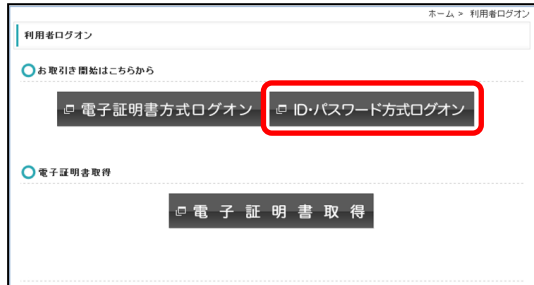 ホーム > 利用者ログオン
利用者ログオン
お取引き開始はこちらから
電子証明書方式ログオン
ID・パスワード方式ログオン
電子証明書取得
電子証明書取得